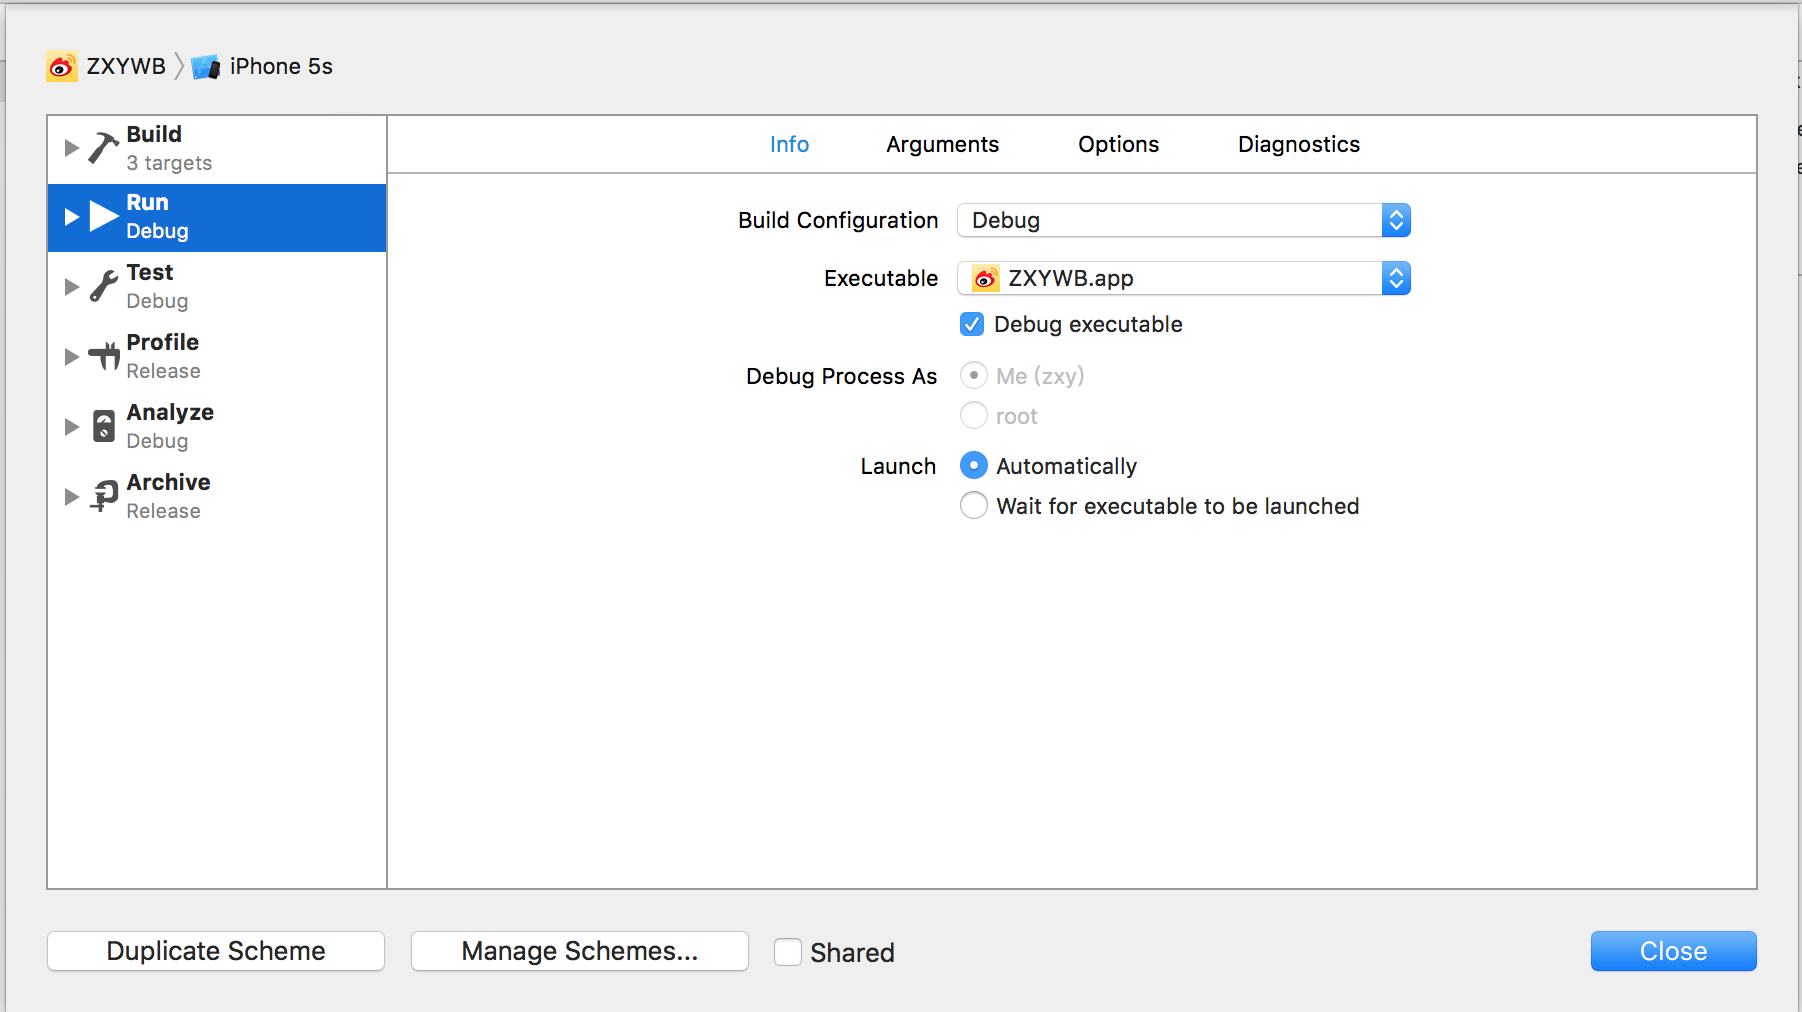 ZXYWB
iPhone 5s
Build
3 targets
Run
Debug
Test
Debug
Profile
Release
Analyze
Debug
Archive
Release
Info Arguments Options Diagnostics
Build Configuration Debug
Executable ZXYWB.app
Debug executable
Debug Process As Me (zxy)
root
Launch Automatically
Wait for executable to be launched
Duplicate Scheme Manage Schemes... Shared Close